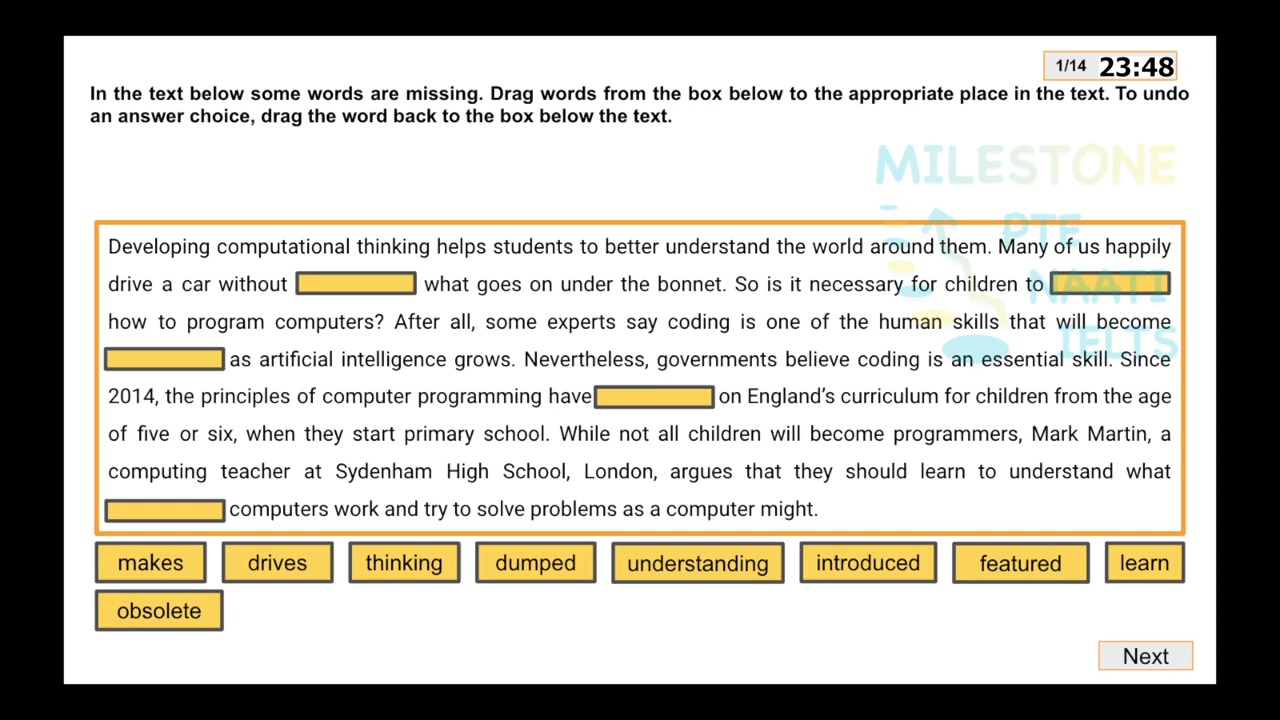 1/14 23:48
In the text below some words are missing. Drag words from the box below to the appropriate place in the text. To undo
an answer choice, drag the word back to the box below the text.
MILESTONE
PTE
NAATI
IELTS
Developing computational thinking helps students to better understand the world around them. Many of us happily
drive a car without what goes on under the bonnet. So is it necessary for children to
how to program computers? After all, some experts say coding is one of the human skills that will become
as artificial intelligence grows. Nevertheless, governments believe coding is an essential skill. Since
2014, the principles of computer programming have on England's curriculum for children from the age
of five or six, when they start primary school. While not all children will become programmers, Mark Martin, a
computing teacher at Sydenham High School, London, argues that they should learn to understand what
computers work and try to solve problems as a computer might.
makes drives thinking dumped understanding introduced featured learn
obsolete
Next